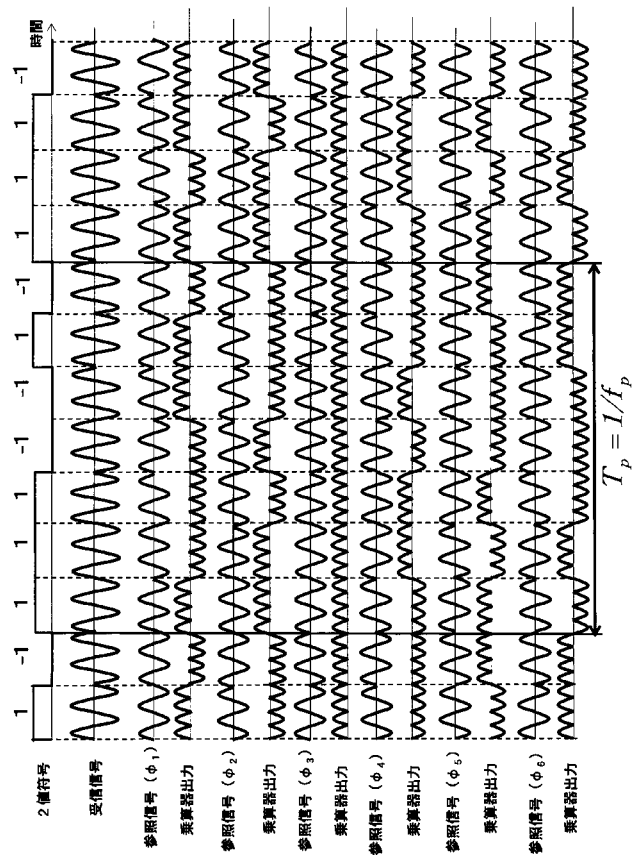 2値符号 1 -1 1 1 1 -1 -1 1 -1 1 1 1 -1 時間
受信信号
参照信号 (φ₁)
乗算器出力
参照信号 (φ₂)
乗算器出力
参照信号 (φ₃)
乗算器出力
参照信号 (φ₄)
乗算器出力
参照信号 (φ₅)
乗算器出力
参照信号 (φ₆)
乗算器出力
Tₚ = 1/fₚ